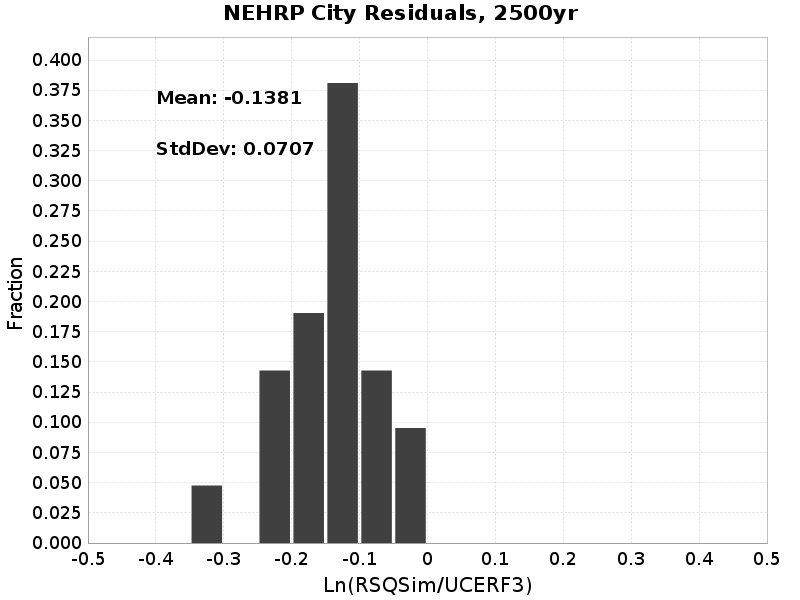 NEHRP City Residuals, 2500yr
0.400
0.375
0.350
0.325
0.300
0.275
0.250
0.225
0.200
0.175
0.150
0.125
0.100
0.075
0.050
0.025
0.000
Fraction
Mean: -0.1381
StdDev: 0.0707
-0.5 -0.4 -0.3 -0.2 -0.1 0 0.1 0.2 0.3 0.4 0.5
Ln(RSQSim/UCERF3)